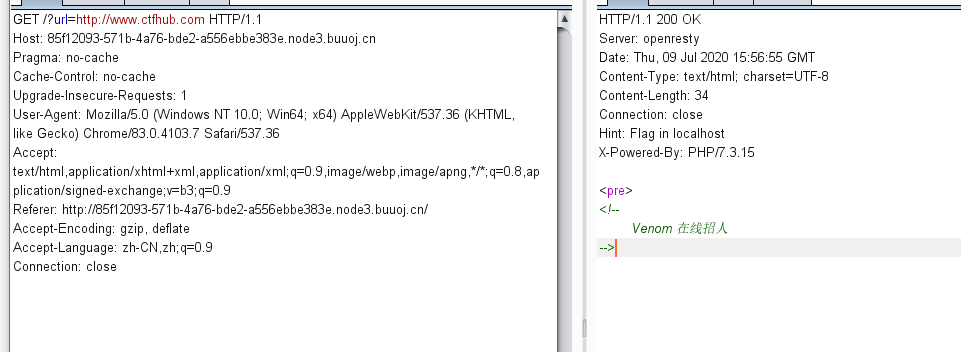 GET /?url=http://www.ctfhub.com HTTP/1.1
Host: 85f12093-571b-4a76-bde2-a556ebbe383e.node3.buuoj.cn
Pragma: no-cache
Cache-Control: no-cache
Upgrade-Insecure-Requests: 1
User-Agent: Mozilla/5.0 (Windows NT 10.0; Win64; x64) AppleWebKit/537.36 (KHTML,
like Gecko) Chrome/83.0.4103.7 Safari/537.36
Accept:
text/html,application/xhtml+xml,application/xml;q=0.9,image/webp,image/apng,*/*;q=0.8,ap
plication/signed-exchange;v=b3;q=0.9
Referer: http://85f12093-571b-4a76-bde2-a556ebbe383e.node3.buuoj.cn/
Accept-Encoding: gzip, deflate
Accept-Language: zh-CN,zh;q=0.9
Connection: close
HTTP/1.1 200 OK
Server: openresty
Date: Thu, 09 Jul 2020 15:56:55 GMT
Content-Type: text/html; charset=UTF-8
Content-Length: 34
Connection: close
Hint: Flag in localhost
X-Powered-By: PHP/7.3.15
<pre>
<!--
Venom 在线招人
-->